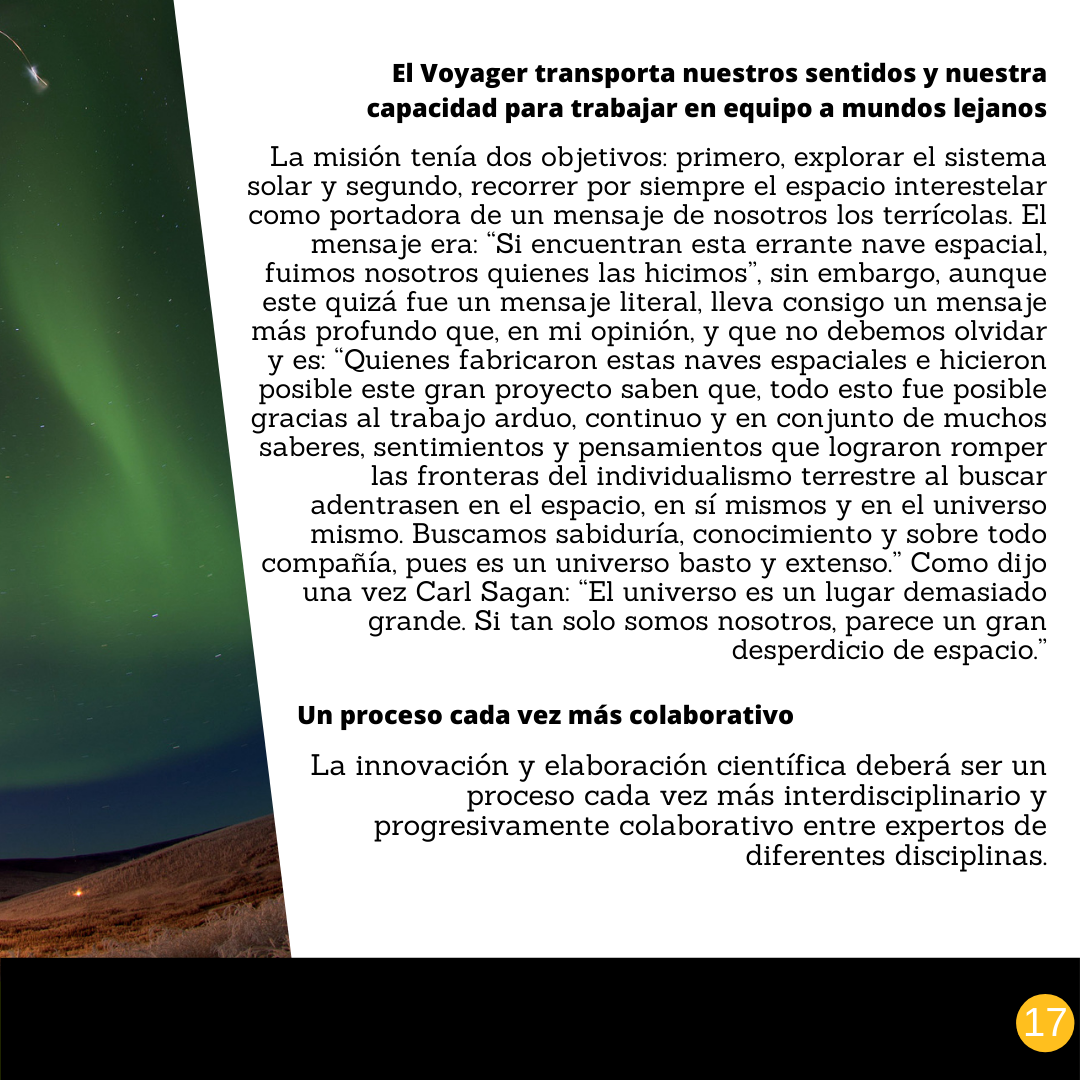 El Voyager transporta nuestros sentidos y nuestra
capacidad para trabajar en equipo a mundos lejanos
La misión tenía dos objetivos: primero, explorar el sistema
solar y segundo, recorrer por siempre el espacio interestelar
como portadora de un mensaje de nosotros los terrícolas. El
mensaje era: “Si encuentran esta errante nave espacial,
fuimos nosotros quienes las hicimos”, sin embargo, aunque
este quizá fue un mensaje literal, lleva consigo un mensaje
más profundo que, en mi opinión, y que no debemos olvidar
y es: “Quienes fabricaron estas naves espaciales e hicieron
posible este gran proyecto saben que, todo esto fue posible
gracias al trabajo arduo, continuo y en conjunto de muchos
saberes, sentimientos y pensamientos que lograron romper
las fronteras del individualismo terrestre al buscar
adentrasen en el espacio, en sí mismos y en el universo
mismo. Buscamos sabiduría, conocimiento y sobre todo
compañía, pues es un universo basto y extenso.” Como dijo
una vez Carl Sagan: “El universo es un lugar demasiado
grande. Si tan solo somos nosotros, parece un gran
desperdicio de espacio.”
Un proceso cada vez más colaborativo
La innovación y elaboración científica deberá ser un
proceso cada vez más interdisciplinario y
progresivamente colaborativo entre expertos de
diferentes disciplinas.
17